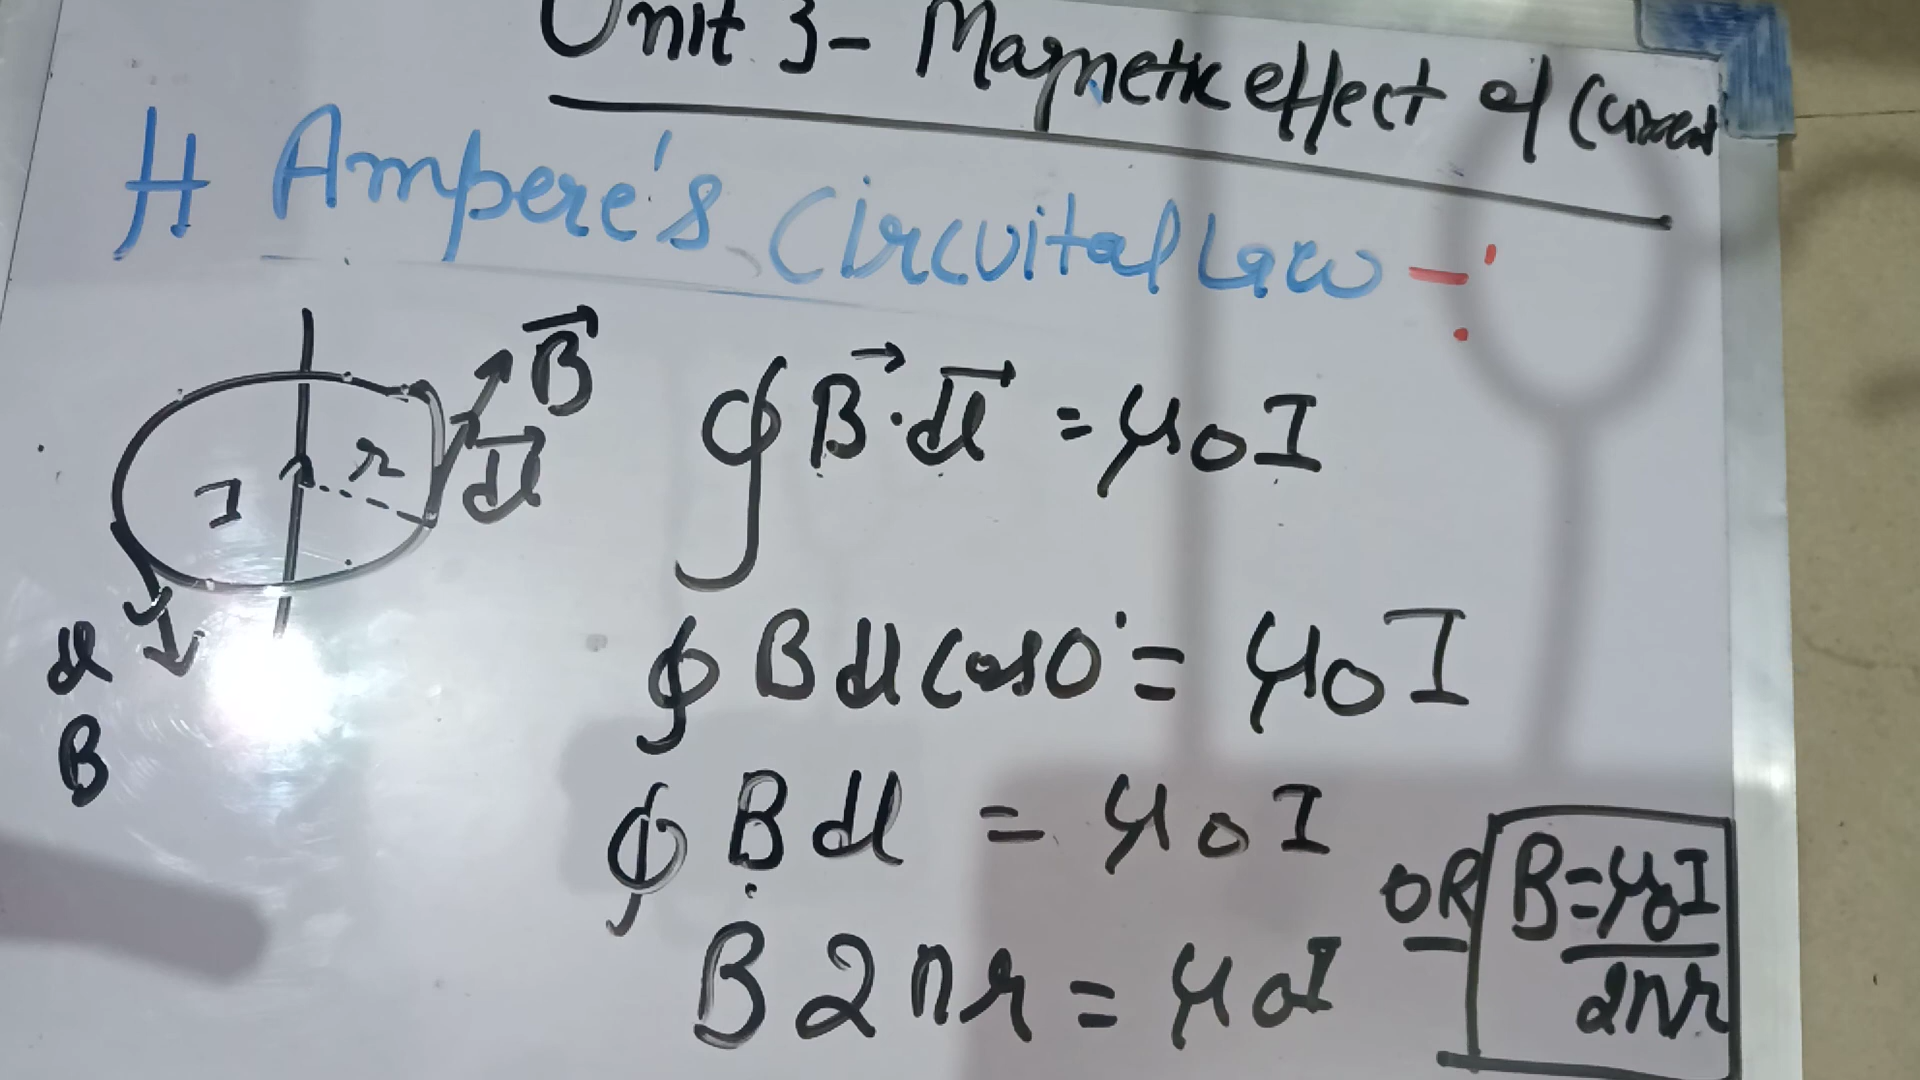 Unit 3- Magnetic effect of Current
# Ampere's Circuital Law -:
B⃗
dl⃗
r
I
dl
B
∮ B⃗·dl⃗ = μ₀I
∮ B dl cos0° = μ₀I
∮ B dl = μ₀I
B 2πr = μ₀I
OR B = μ₀I / 2πr